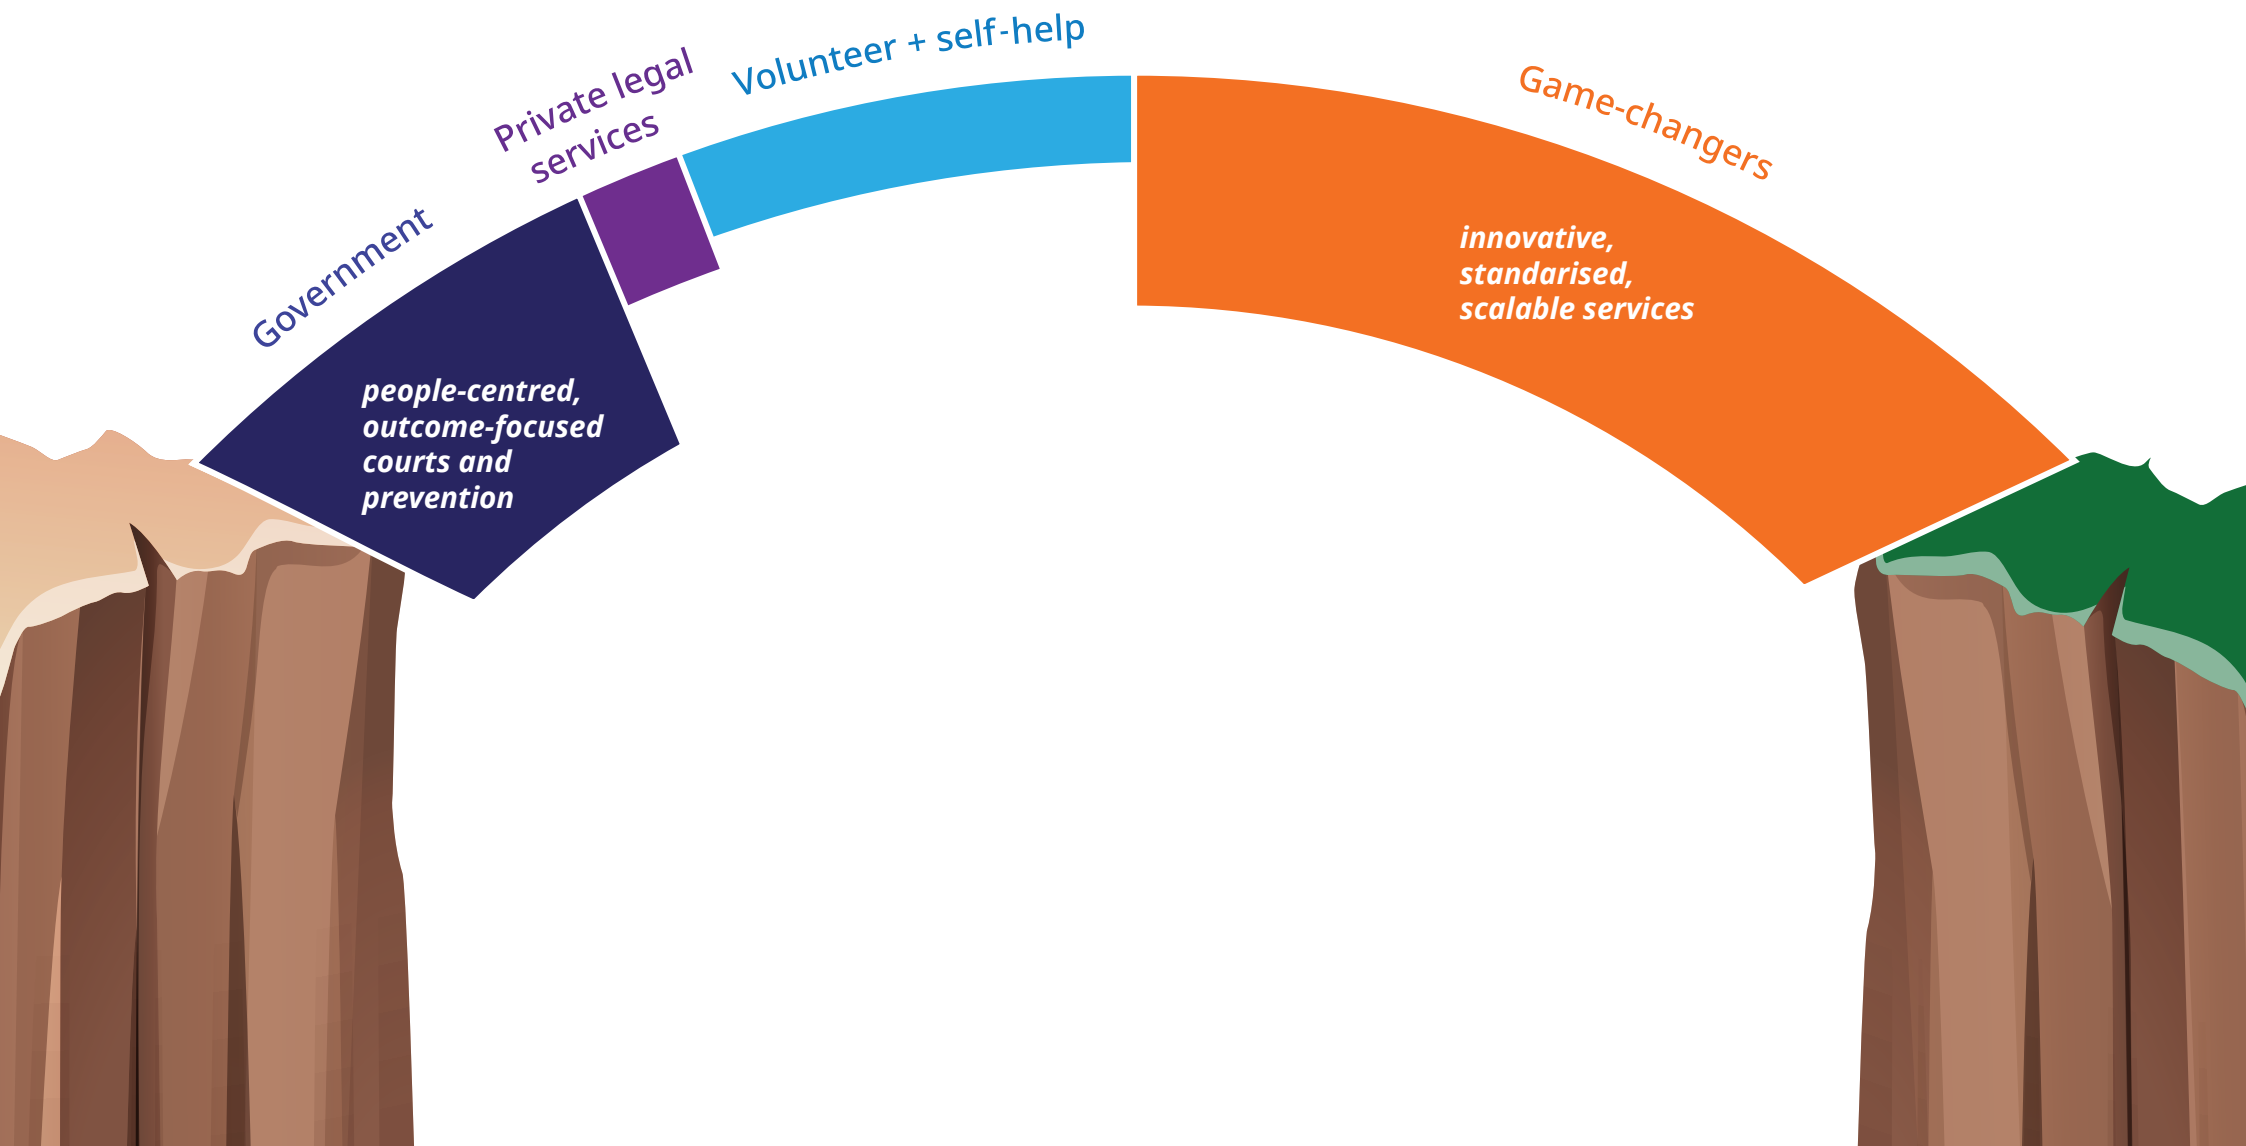 Government
people-centred,
outcome-focused
courts and
prevention
Private legal
services
Volunteer + self-help
Game-changers
innovative,
standarised,
scalable services